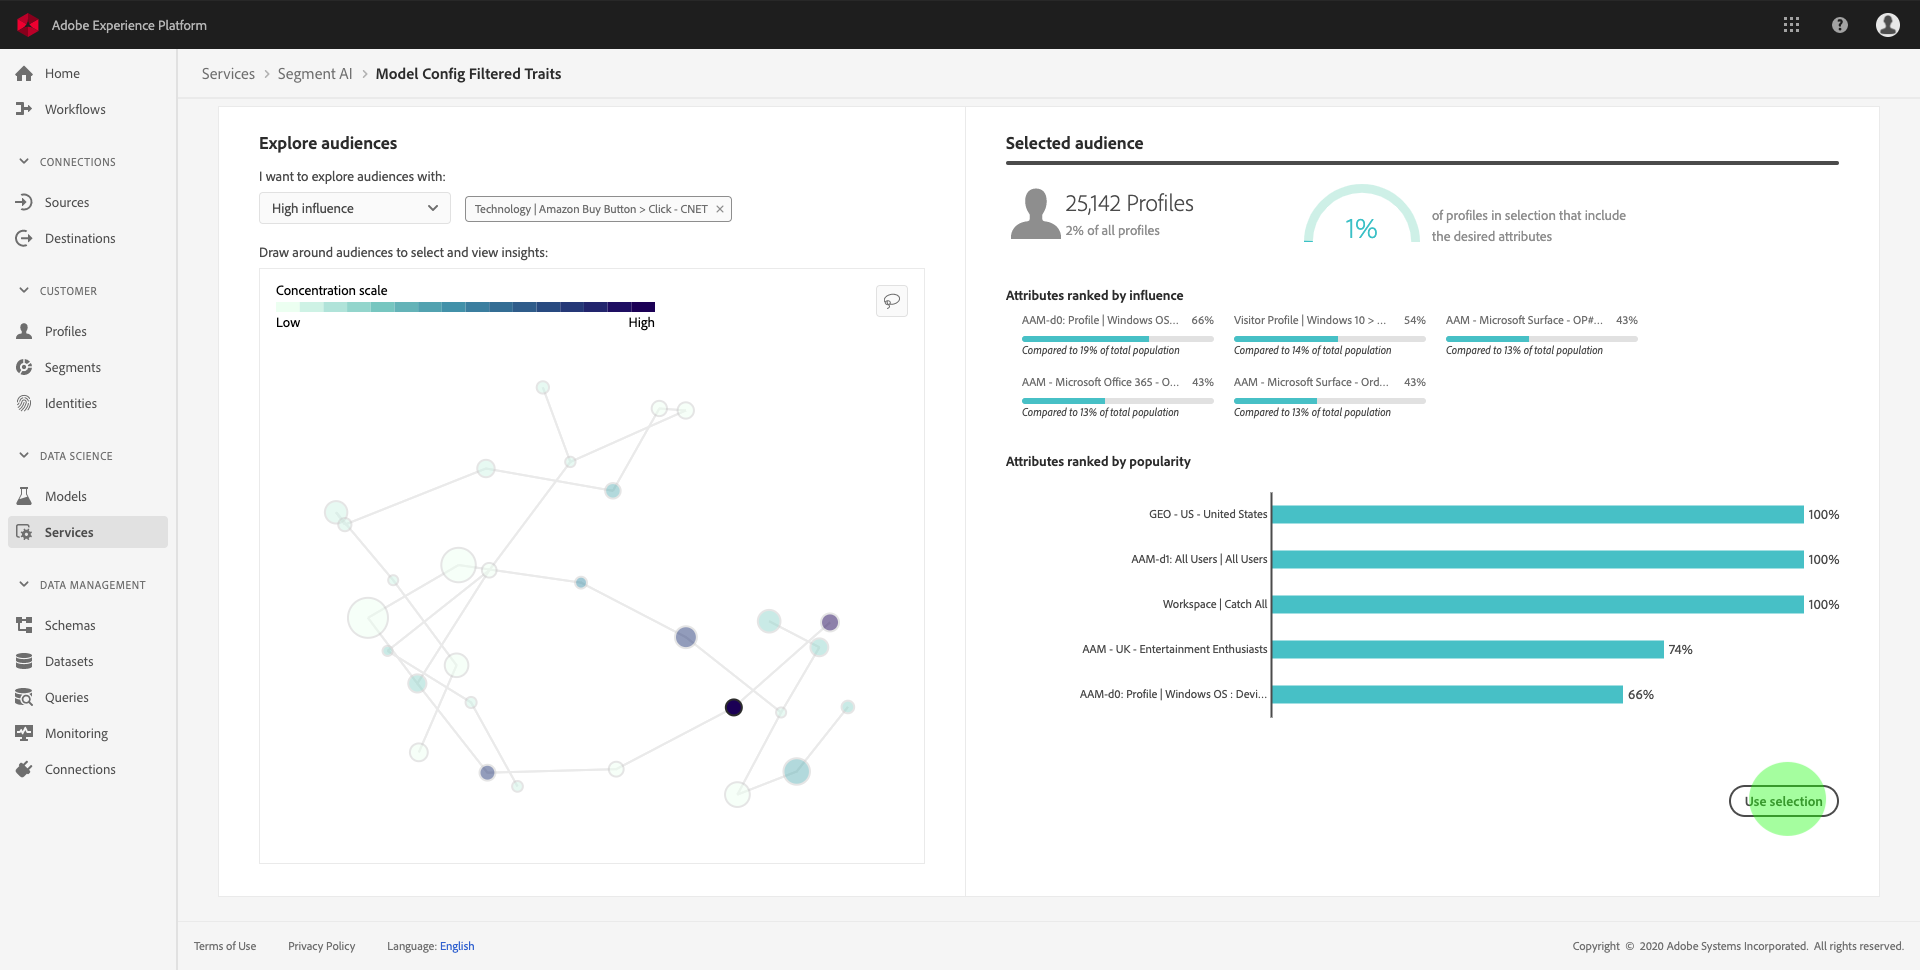 Adobe Experience Platform
Home
Workflows
CONNECTIONS
Sources
Destinations
CUSTOMER
Profiles
Segments
Identities
DATA SCIENCE
Models
Services
DATA MANAGEMENT
Schemas
Datasets
Queries
Monitoring
Connections
Services > Segment AI > Model Config Filtered Traits
Explore audiences
I want to explore audiences with:
High influence
Technology | Amazon Buy Button > Click - CNET ×
Draw around audiences to select and view insights:
Concentration scale
Low High
Selected audience
25,142 Profiles
2% of all profiles
1%
of profiles in selection that include
the desired attributes
Attributes ranked by influence
AAM-d0: Profile | Windows OS... 66%
Compared to 19% of total population
Visitor Profile | Windows 10 > ... 54%
Compared to 14% of total population
AAM - Microsoft Surface - OP#... 43%
Compared to 13% of total population
AAM - Microsoft Office 365 - O... 43%
Compared to 13% of total population
AAM - Microsoft Surface - Ord... 43%
Compared to 13% of total population
Attributes ranked by popularity
GEO - US - United States 100%
AAM-d1: All Users | All Users 100%
Workspace | Catch All 100%
AAM - UK - Entertainment Enthusiasts 74%
AAM-d0: Profile | Windows OS : Devi... 66%
Use selection
Terms of Use Privacy Policy Language: English
Copyright © 2020 Adobe Systems Incorporated. All rights reserved.